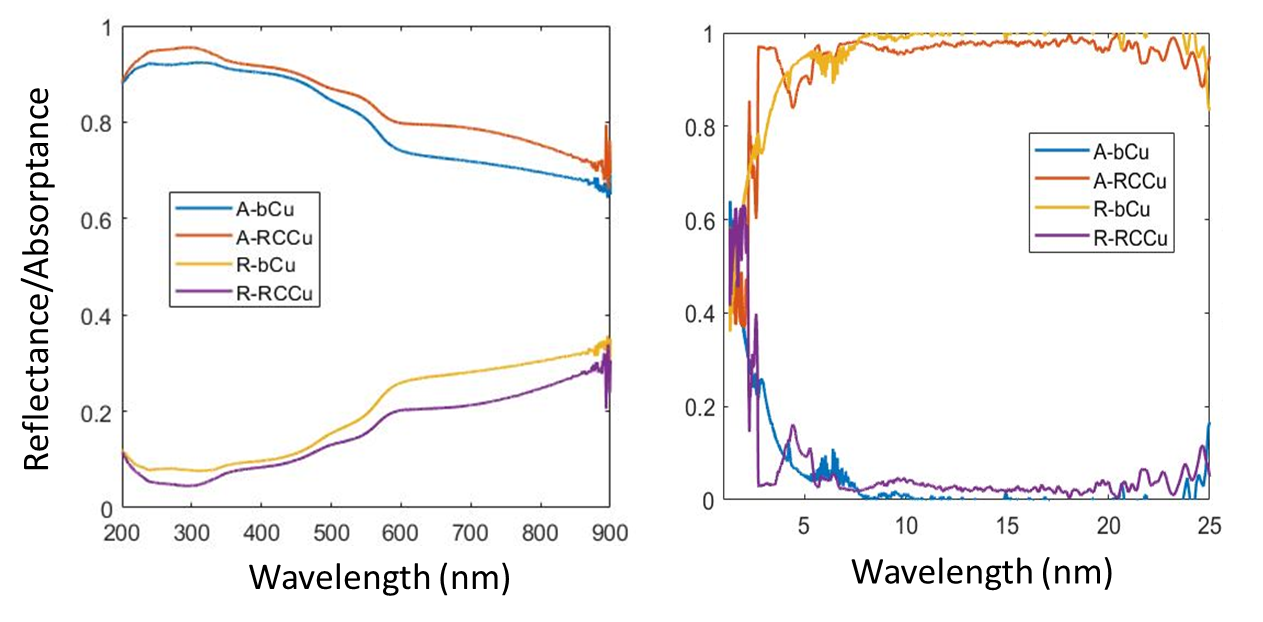 Reflectance/Absorptance
1
0.8
0.6
0.4
0.2
0
A-bCu
A-RCCu
R-bCu
R-RCCu
200 300 400 500 600 700 800 900
Wavelength (nm)
1
0.8
0.6
0.4
0.2
0
A-bCu
A-RCCu
R-bCu
R-RCCu
5 10 15 20 25
Wavelength (nm)